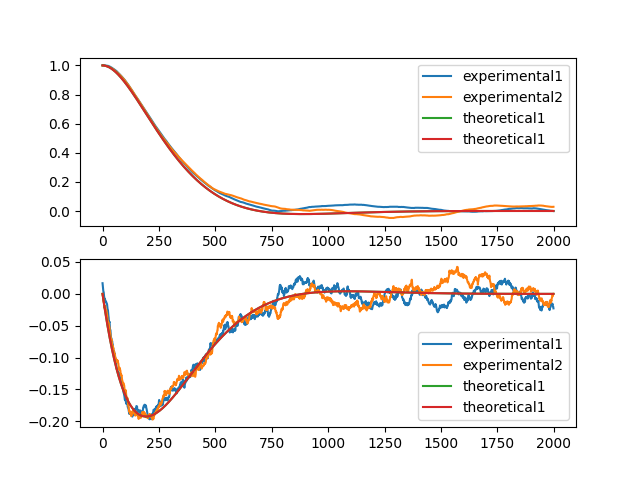 1.0
0.8
0.6
0.4
0.2
0.0
experimental1
experimental2
theoretical1
theoretical1
0 250 500 750 1000 1250 1500 1750 2000
0.05
0.00
−0.05
−0.10
−0.15
−0.20
experimental1
experimental2
theoretical1
theoretical1
0 250 500 750 1000 1250 1500 1750 2000